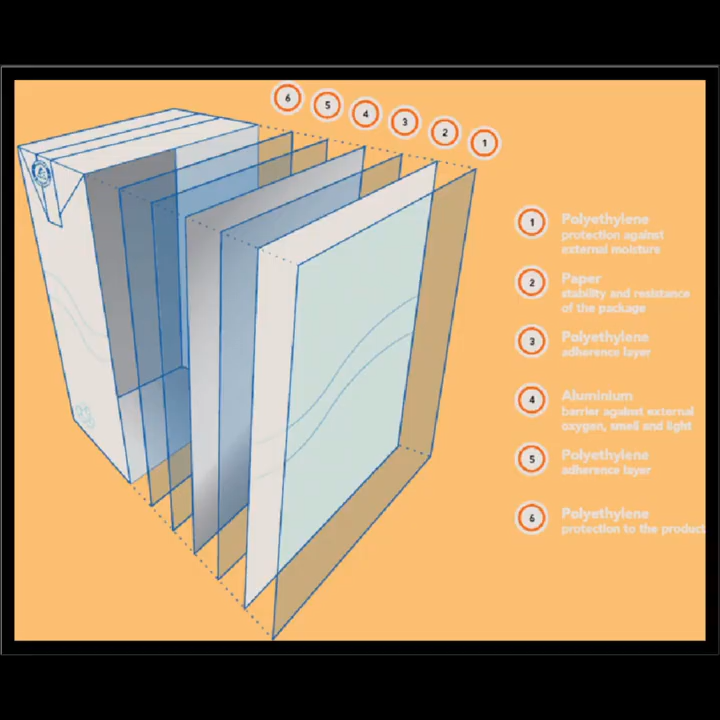 6 5 4 3 2 1
1 Polyethylene
protection against
external moisture
2 Paper
stability and resistance
of the package
3 Polyethylene
adherence layer
4 Aluminium
barrier against external
oxygen, smell and light
5 Polyethylene
adherence layer
6 Polyethylene
protection to the product